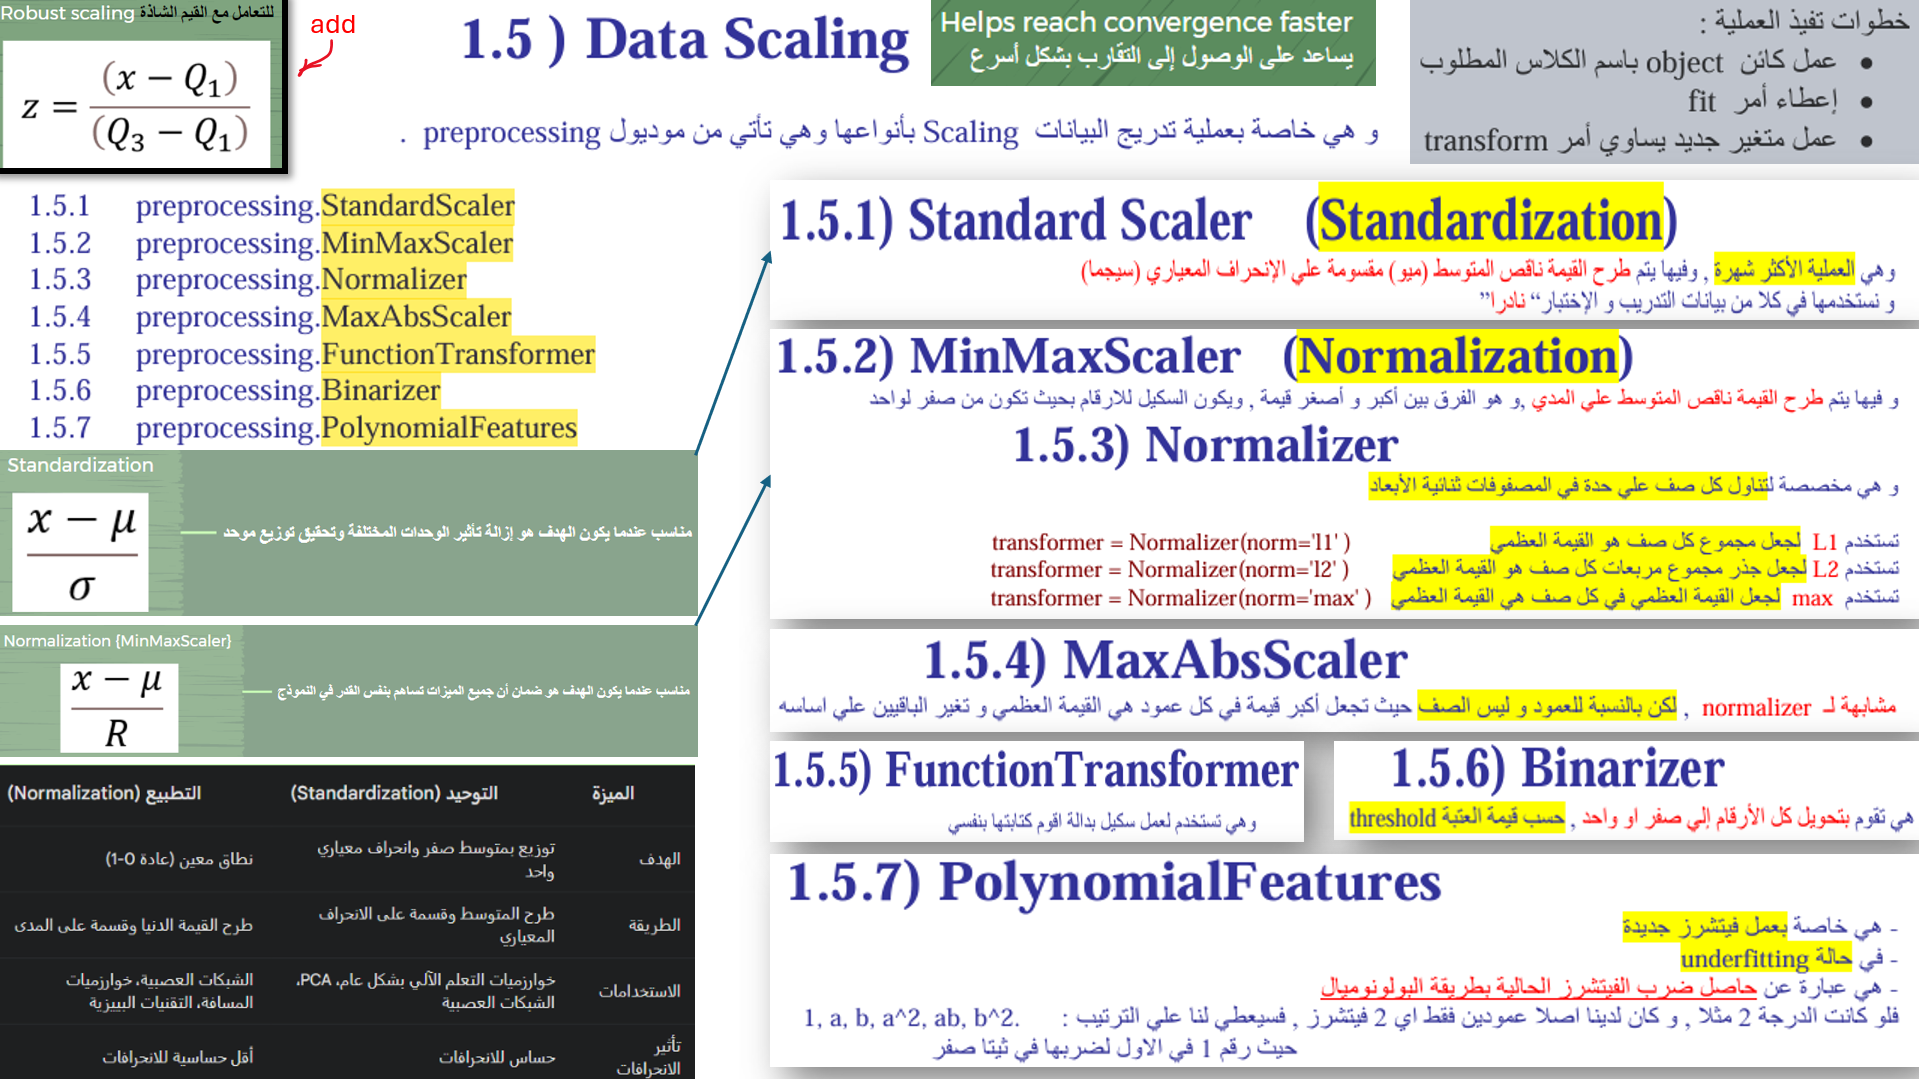 Robust scaling للتعامل مع القيم الشاذة
z = (x − Q₁) / (Q₃ − Q₁)
add
1.5 ) Data Scaling
Helps reach convergence faster
يساعد على الوصول إلى التقارب بشكل أسرع
خطوات تفيذ العملية :
• عمل كائن object باسم الكلاس المطلوب
• إعطاء أمر fit
• عمل متغير جديد يساوي أمر transform
و هي خاصة بعملية تدريج البيانات Scaling بأنواعها وهي تأتي من موديول preprocessing .
1.5.1 preprocessing.StandardScaler
1.5.2 preprocessing.MinMaxScaler
1.5.3 preprocessing.Normalizer
1.5.4 preprocessing.MaxAbsScaler
1.5.5 preprocessing.FunctionTransformer
1.5.6 preprocessing.Binarizer
1.5.7 preprocessing.PolynomialFeatures
Standardization
x − μ / σ
مناسب عندما يكون الهدف هو إزالة تأثير الوحدات المختلفة وتحقيق توزيع موحد
Normalization {MinMaxScaler}
x − μ / R
مناسب عندما يكون الهدف هو ضمان أن جميع الميزات تساهم بنفس القدر في النموذج
الميزة التوحيد (Standardization) التطبيع (Normalization)
الهدف توزيع بمتوسط صفر وانحراف معياري واحد نطاق معين (عادة 0-1)
الطريقة طرح المتوسط وقسمة على الانحراف المعياري طرح القيمة الدنيا وقسمة على المدى
الاستخدامات خوارزميات التعلم الآلي بشكل عام، PCA، الشبكات العصبية الشبكات العصبية، خوارزميات المسافة، التقنيات البييزية
تأثير الانحرافات حساس للانحرافات أقل حساسية للانحرافات
1.5.1) Standard Scaler (Standardization)
وهي العملية الأكثر شهرة , وفيها يتم طرح القيمة ناقص المتوسط (ميو) مقسومة علي الإنحراف المعياري (سيجما)
و نستخدمها في كلا من بيانات التدريب و الإختبار“ نادرا”
1.5.2) MinMaxScaler (Normalization)
و فيها يتم طرح القيمة ناقص المتوسط علي المدي ,و هو الفرق بين أكبر و أصغر قيمة , ويكون السكيل للارقام بحيث تكون من صفر لواحد
1.5.3) Normalizer
و هي مخصصة لتتناول كل صف علي حدة في المصفوفات ثنائية الأبعاد
تستخدم L1 لجعل مجموع كل صف هو القيمة العظمي transformer = Normalizer(norm='l1' )
تستخدم L2 لجعل جذر مجموع مربعات كل صف هو القيمة العظمي transformer = Normalizer(norm='l2' )
تستخدم max لجعل القيمة العظمي في كل صف هي القيمة العظمي transformer = Normalizer(norm='max' )
1.5.4) MaxAbsScaler
مشابهة لـ normalizer , لكن بالنسبة للعمود و ليس الصف حيث تجعل أكبر قيمة في كل عمود هي القيمة العظمي و تغير الباقيين علي اساسه
1.5.5) FunctionTransformer
وهي تستخدم لعمل سكيل بدالة اقوم كتابتها بنفسي
1.5.6) Binarizer
هي تقوم بتحويل كل الأرقام إلي صفر او واحد , حسب قيمة العتبة threshold
1.5.7) PolynomialFeatures
- هي خاصة بعمل فيتشرز جديدة
- في حالة underfitting
- هي عبارة عن حاصل ضرب الفيتشرز الحالية بطريقة البولونوميال
فلو كانت الدرجة 2 مثلا , و كان لدينا اصلا عمودين فقط اي 2 فيتشرز , فسيعطي لنا علي الترتيب : 1, a, b, a^2, ab, b^2.
حيث رقم 1 في الاول لضربها في ثيتا صفر